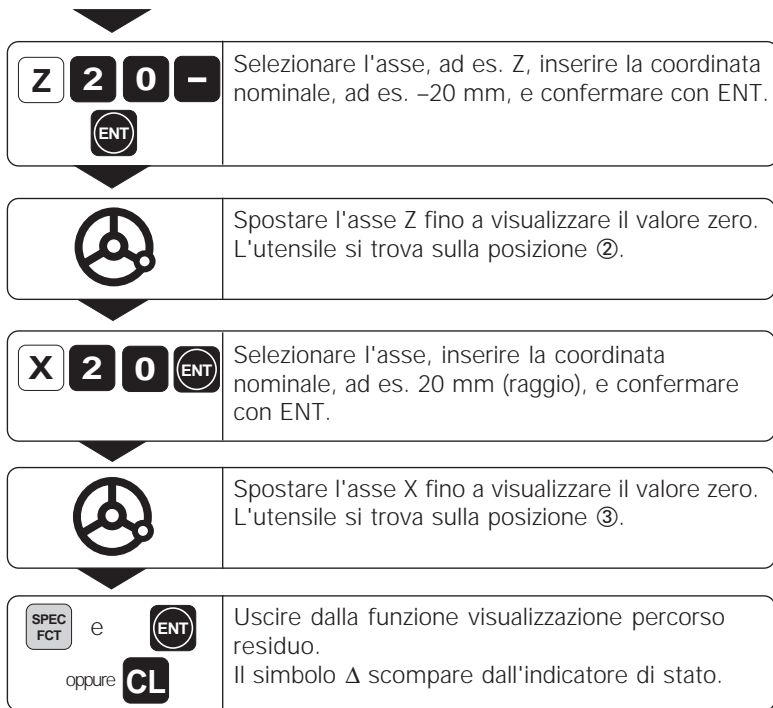 Z 2 0 –
ENT
Selezionare l'asse, ad es. Z, inserire la coordinata
nominale, ad es. –20 mm, e confermare con ENT.
Spostare l'asse Z fino a visualizzare il valore zero.
L'utensile si trova sulla posizione ②.
X 2 0 ENT
Selezionare l'asse, inserire la coordinata
nominale, ad es. 20 mm (raggio), e confermare
con ENT.
Spostare l'asse X fino a visualizzare il valore zero.
L'utensile si trova sulla posizione ③.
SPEC
FCT e ENT
oppure CL
Uscire dalla funzione visualizzazione percorso
residuo.
Il simbolo Δ scompare dall'indicatore di stato.